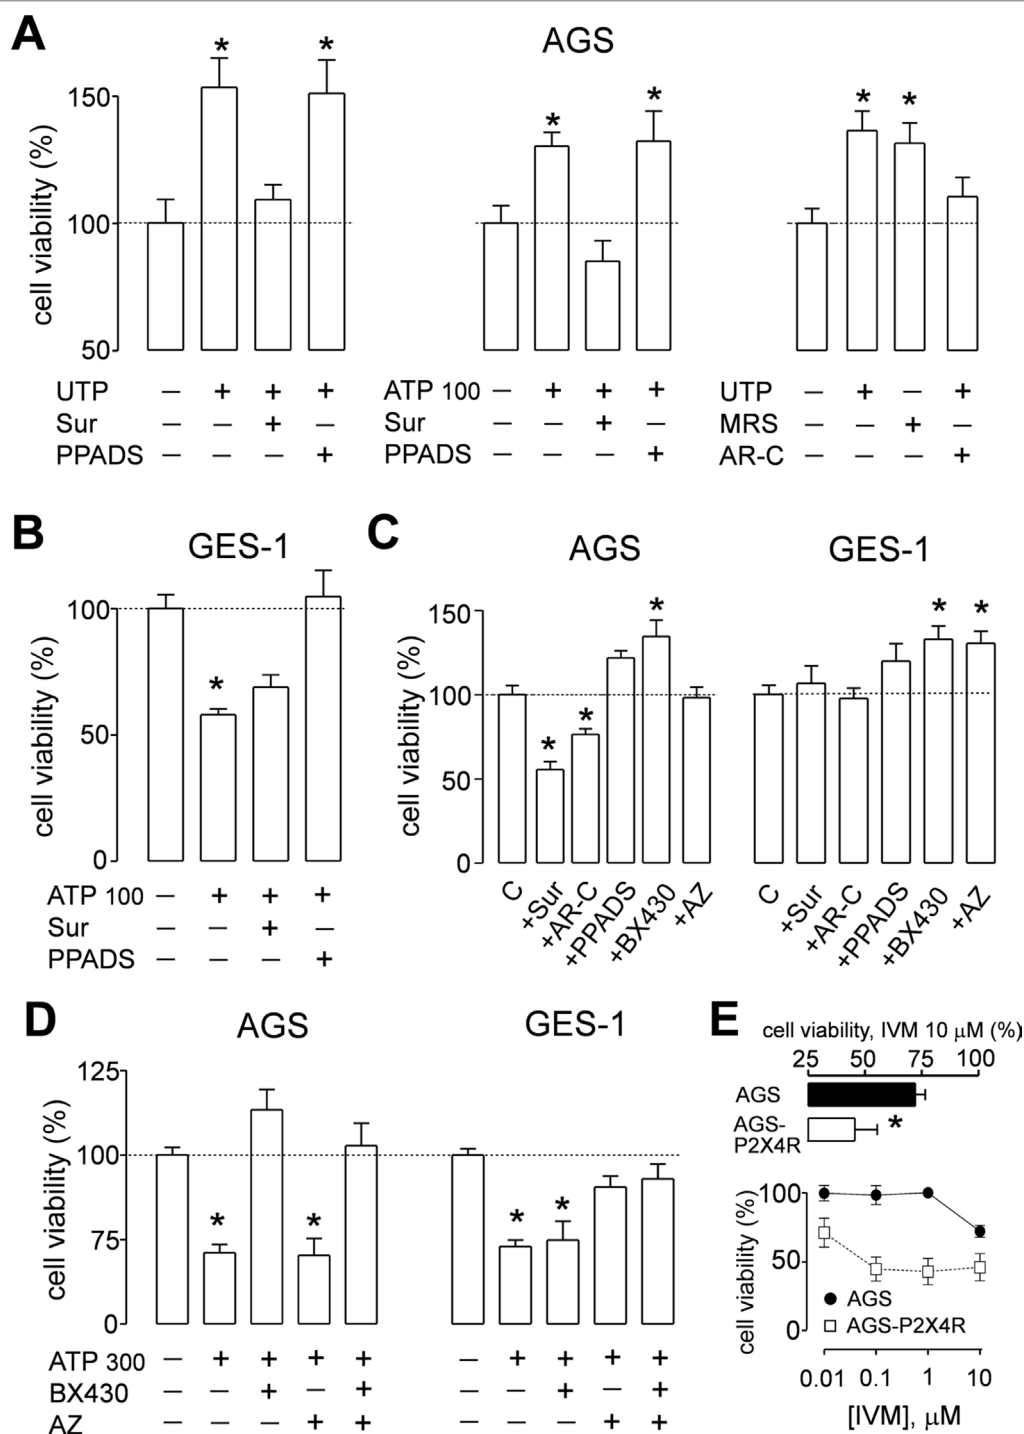 A
AGS
* * * * * *
cell viability (%)
150
100
50
UTP – + + +
Sur – – + –
PPADS – – – +
ATP 100 – + + +
Sur – – + –
PPADS – – – +
UTP – + – +
MRS – – + –
AR-C – – – +
B
GES-1
*
cell viability (%)
100
50
0
ATP 100 – + + +
Sur – – + –
PPADS – – – +
C
AGS
GES-1
* * * * *
cell viability (%)
150
100
50
0
C +Sur +AR-C +PPADS +BX430 +AZ
C +Sur +AR-C +PPADS +BX430 +AZ
D
AGS
GES-1
* * * *
cell viability (%)
125
100
75
0
ATP 300 – + + + +
BX430 – – + – +
AZ – – – + +
– + + + +
– – + – +
– – – + +
E
cell viability, IVM 10 µM (%)
25 50 75 100
AGS
AGS-
P2X4R
*
cell viability (%)
100
50
0
AGS
AGS-P2X4R
0.01 0.1 1 10
[IVM], µM